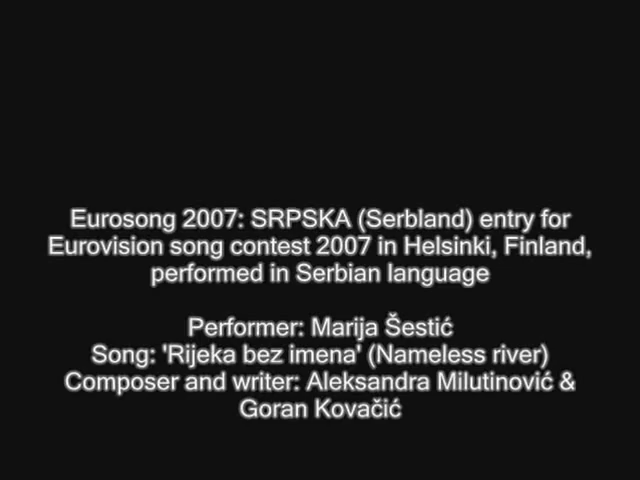 Eurosong 2007: SRPSKA (Serbland) entry for
Eurovision song contest 2007 in Helsinki, Finland,
performed in Serbian language
Performer: Marija Šestić
Song: 'Rijeka bez imena' (Nameless river)
Composer and writer: Aleksandra Milutinović &
Goran Kovačić